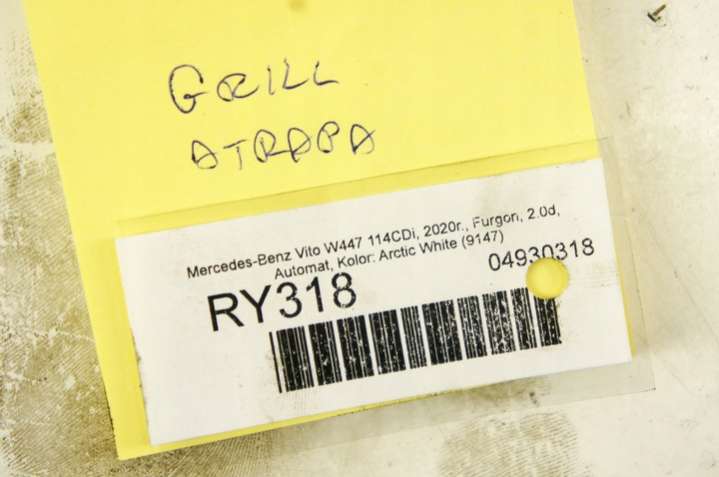 GRILL
ATRAPA
Mercedes-Benz Vito W447 114CDi, 2020r., Furgon, 2.0d,
Automat, Kolor: Arctic White (9147)
RY318 04930318